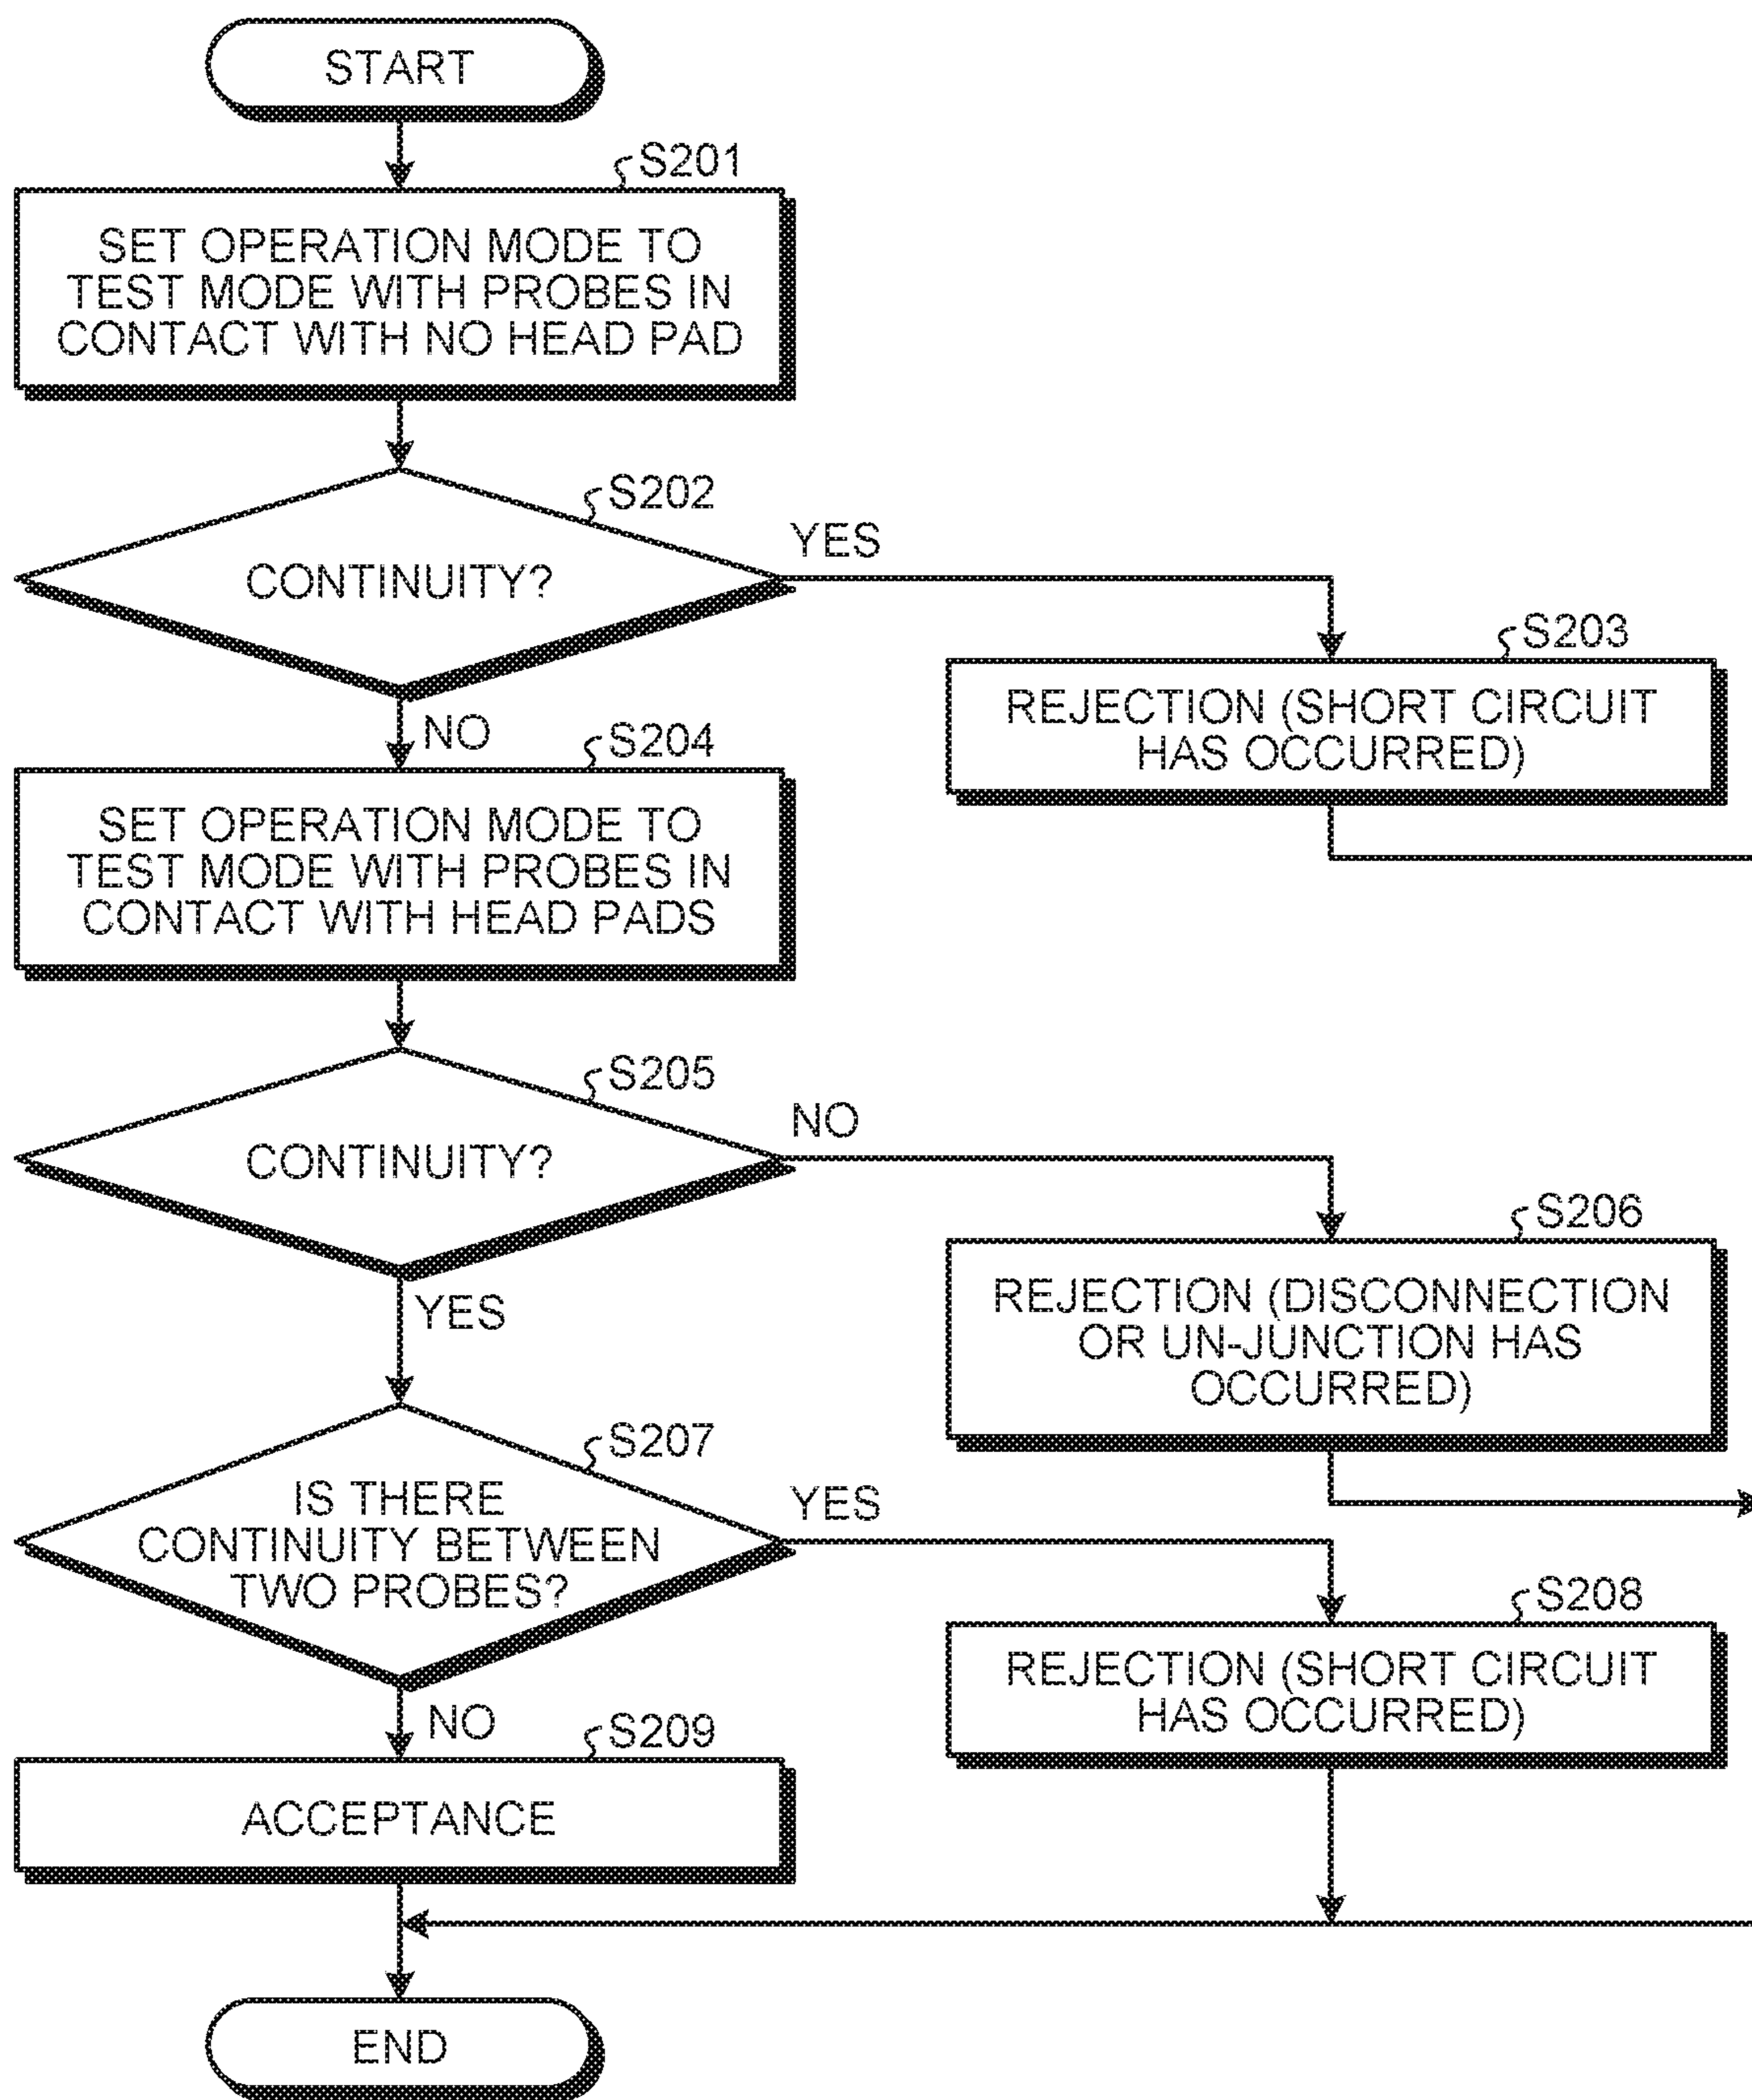 START
S201
SET OPERATION MODE TO
TEST MODE WITH PROBES IN
CONTACT WITH NO HEAD PAD
S202
CONTINUITY?
YES
S203
REJECTION (SHORT CIRCUIT
HAS OCCURRED)
NO
S204
SET OPERATION MODE TO
TEST MODE WITH PROBES IN
CONTACT WITH HEAD PADS
S205
CONTINUITY?
NO
S206
REJECTION (DISCONNECTION
OR UN-JUNCTION HAS
OCCURRED)
YES
S207
IS THERE
CONTINUITY BETWEEN
TWO PROBES?
YES
S208
REJECTION (SHORT CIRCUIT
HAS OCCURRED)
NO
S209
ACCEPTANCE
END